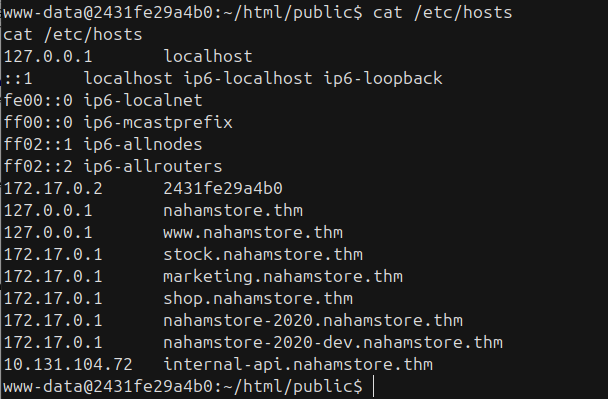 www-data@2431fe29a4b0:~/html/public$ cat /etc/hosts
cat /etc/hosts
127.0.0.1       localhost
::1     localhost ip6-localhost ip6-loopback
fe00::0 ip6-localnet
ff00::0 ip6-mcastprefix
ff02::1 ip6-allnodes
ff02::2 ip6-allrouters
172.17.0.2      2431fe29a4b0
127.0.0.1       nahamstore.thm
127.0.0.1       www.nahamstore.thm
172.17.0.1      stock.nahamstore.thm
172.17.0.1      marketing.nahamstore.thm
172.17.0.1      shop.nahamstore.thm
172.17.0.1      nahamstore-2020.nahamstore.thm
172.17.0.1      nahamstore-2020-dev.nahamstore.thm
10.131.104.72   internal-api.nahamstore.thm
www-data@2431fe29a4b0:~/html/public$